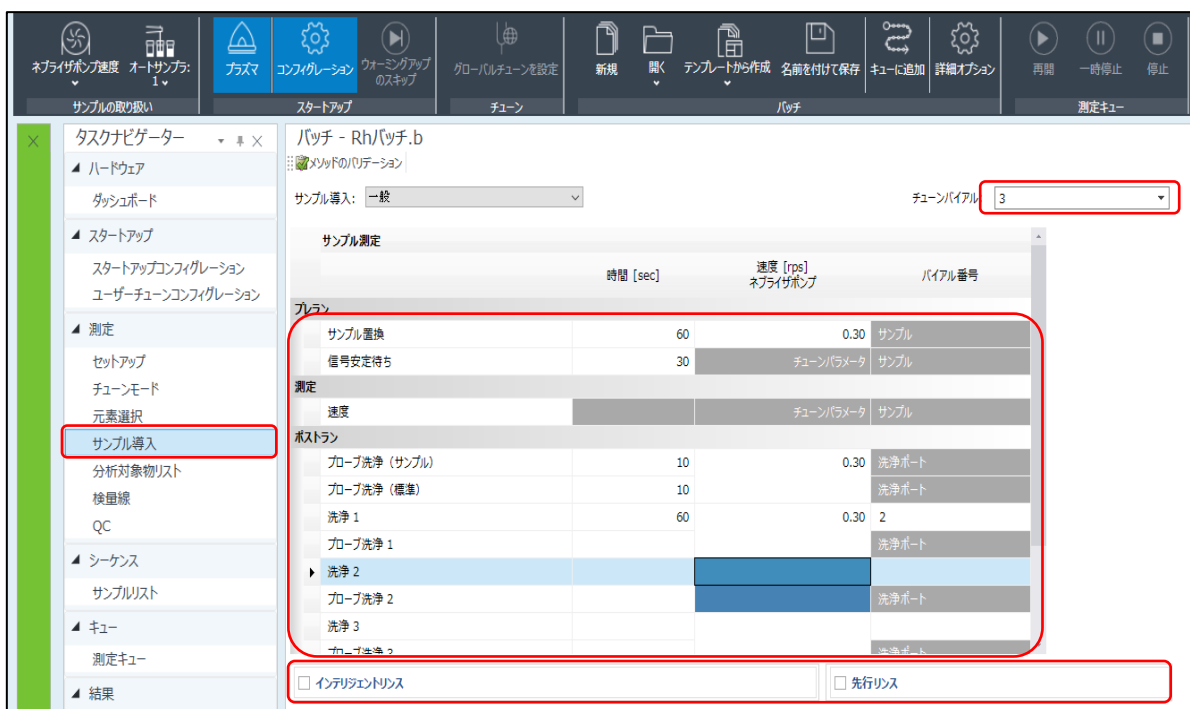 ネブライザポンプ速度 オートサンプラ: 1 プラズマ コンフィグレーション ウォーミングアップのスキップ グローバルチューンを設定 新規 開く テンプレートから作成 名前を付けて保存 キューに追加 詳細オプション 再開 一時停止 停止
サンプルの取り扱い スタートアップ チューン バッチ 測定キュー
タスクナビゲーター
ハードウェア
ダッシュボード
スタートアップ
スタートアップコンフィグレーション
ユーザーチューンコンフィグレーション
測定
セットアップ
チューンモード
元素選択
サンプル導入
分析対象物リスト
検量線
QC
シーケンス
サンプルリスト
キュー
測定キュー
結果
バッチ - Rhバッチ.b
メソッドのバリデーション
サンプル導入: 一般 チューンバイアル: 3
サンプル測定
時間 [sec] 速度 [rps] ネブライザポンプ バイアル番号
プレラン
サンプル置換 60 0.30 サンプル
信号安定待ち 30 チューンパラメータ サンプル
測定
速度 チューンパラメータ サンプル
ポストラン
プローブ洗浄 (サンプル) 10 0.30 洗浄ポート
プローブ洗浄 (標準) 10 洗浄ポート
洗浄 1 60 0.30 2
プローブ洗浄 1 洗浄ポート
洗浄 2
プローブ洗浄 2 洗浄ポート
洗浄 3
プローブ洗浄 3 洗浄ポート
インテリジェントリンス 先行リンス